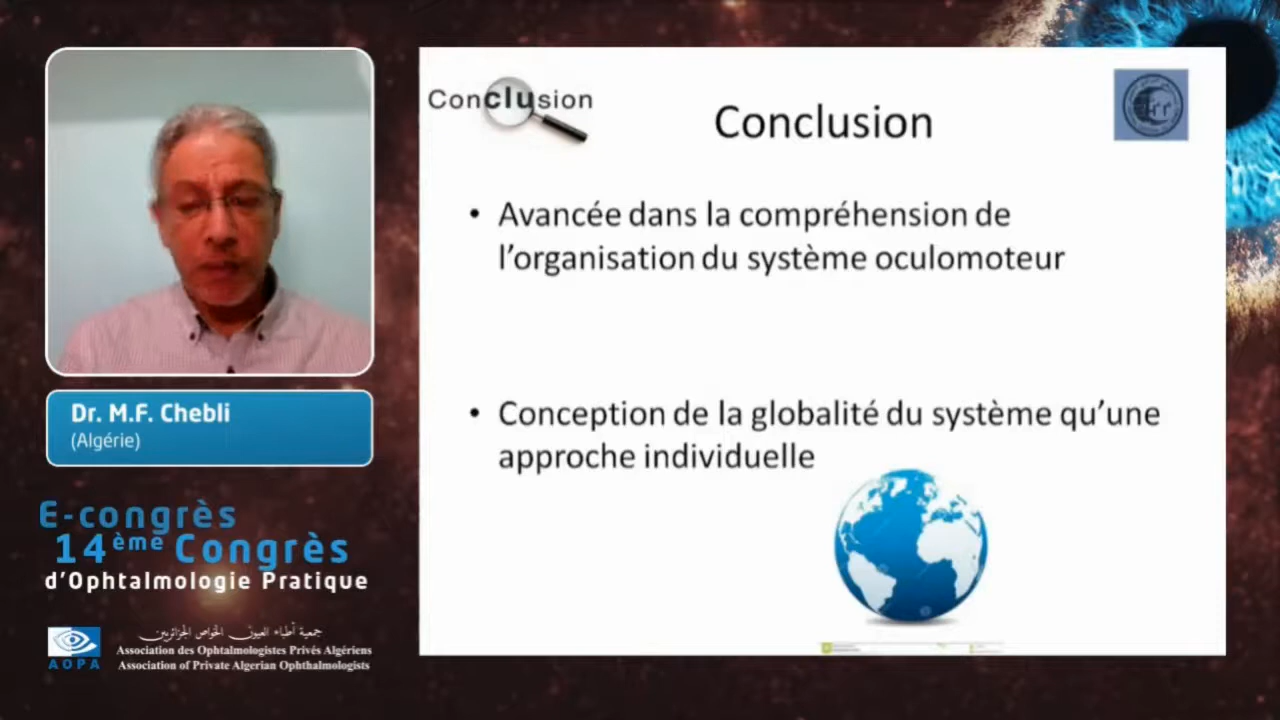 Conclusion
Conclusion
• Avancée dans la compréhension de
l’organisation du système oculomoteur
• Conception de la globalité du système qu’une
approche individuelle
Dr. M.F. Chebli
(Algérie)
E-congrès
14ème Congrès
d’Ophtalmologie Pratique
جمعية أطباء العيون الخواص الجزائريين
AOPA
Association des Ophtalmologistes Privés Algériens
Association of Private Algerian Ophthalmologists